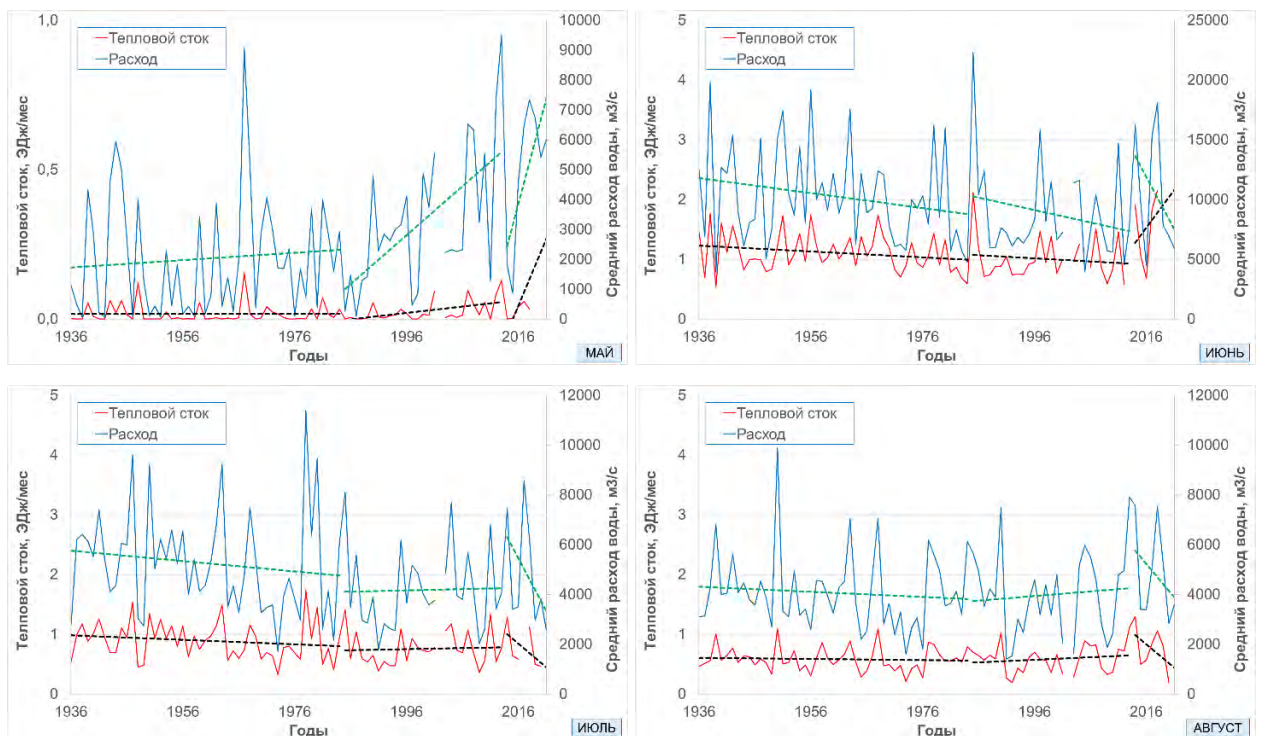 1,0
0,5
0,0
Тепловой сток, ЭДж/мес
Тепловой сток
Расход
10000
9000
8000
7000
6000
5000
4000
3000
2000
1000
0
Средний расход воды, м3/с
1936 1956 1976 1996 2016
Годы
МАЙ
5
4
3
2
1
0
Тепловой сток, ЭДж/мес
Тепловой сток
Расход
25000
20000
15000
10000
5000
0
Средний расход воды, м3/с
1936 1956 1976 1996 2016
Годы
ИЮНЬ
5
4
3
2
1
0
Тепловой сток, ЭДж/мес
Тепловой сток
Расход
12000
10000
8000
6000
4000
2000
0
Средний расход воды, м3/с
1936 1956 1976 1996 2016
Годы
ИЮЛЬ
5
4
3
2
1
0
Тепловой сток, ЭДж/мес
Тепловой сток
Расход
12000
10000
8000
6000
4000
2000
0
Средний расход воды, м3/с
1936 1956 1976 1996 2016
Годы
АВГУСТ